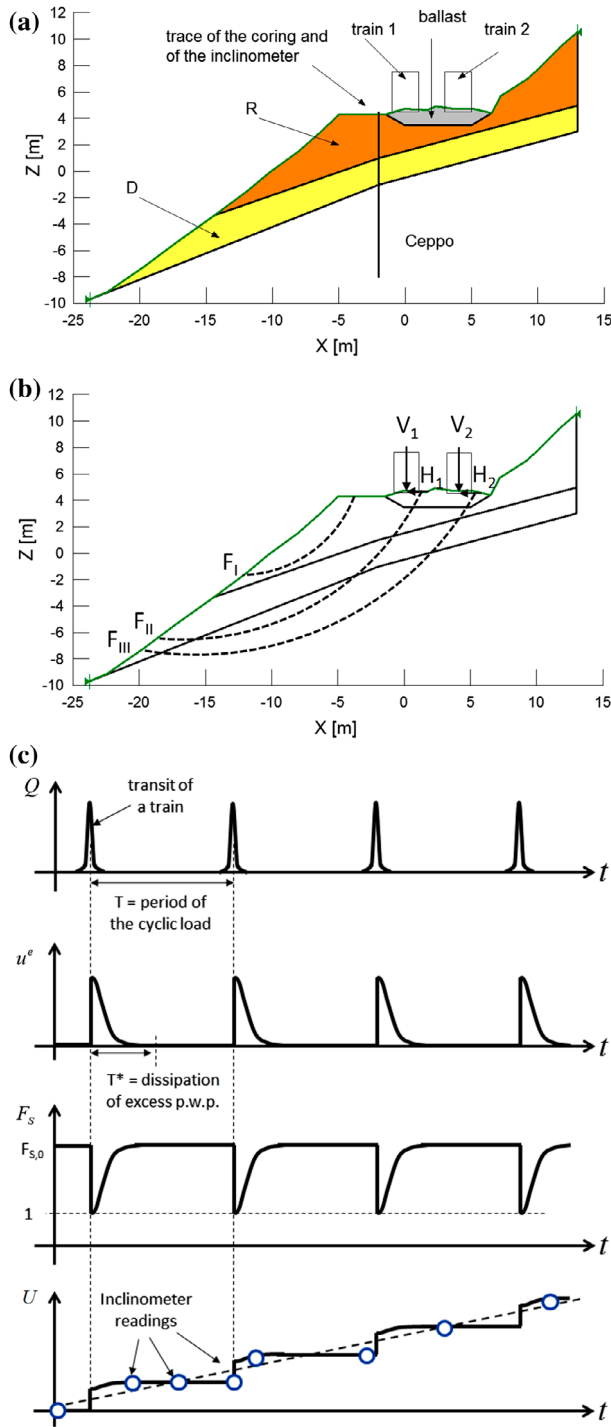 (a)
12
10
8
6
4
2
0
-2
-4
-6
-8
-10
Z [m]
-25
-20
-15
-10
-5
0
5
10
15
X [m]
trace of the coring and
of the inclinometer
train 1
ballast
train 2
R
D
Ceppo
(b)
12
10
8
6
4
2
0
-2
-4
-6
-8
-10
Z [m]
-25
-20
-15
-10
-5
0
5
10
15
X [m]
V1
V2
H1
H2
FI
FII
FIII
(c)
Q
transit of
a train
t
T = period of
the cyclic load
u^e
t
T* = dissipation
of excess p.w.p.
Fs
Fs,0
1
t
U
Inclinometer
readings
t